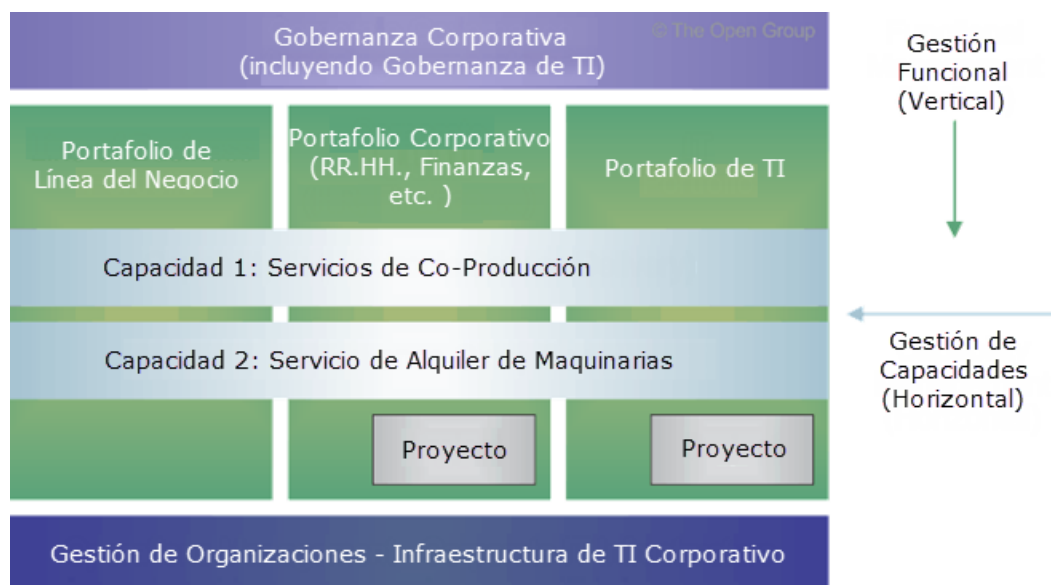 © The Open Group
Gobernanza Corporativa
(incluyendo Gobernanza de TI)
Gestión
Funcional
(Vertical)
Portafolio de
Línea del Negocio
Portafolio Corporativo
(RR.HH., Finanzas,
etc. )
Portafolio de TI
Capacidad 1: Servicios de Co-Producción
Capacidad 2: Servicio de Alquiler de Maquinarias
Gestión de
Capacidades
(Horizontal)
Proyecto
Proyecto
Gestión de Organizaciones - Infraestructura de TI Corporativo